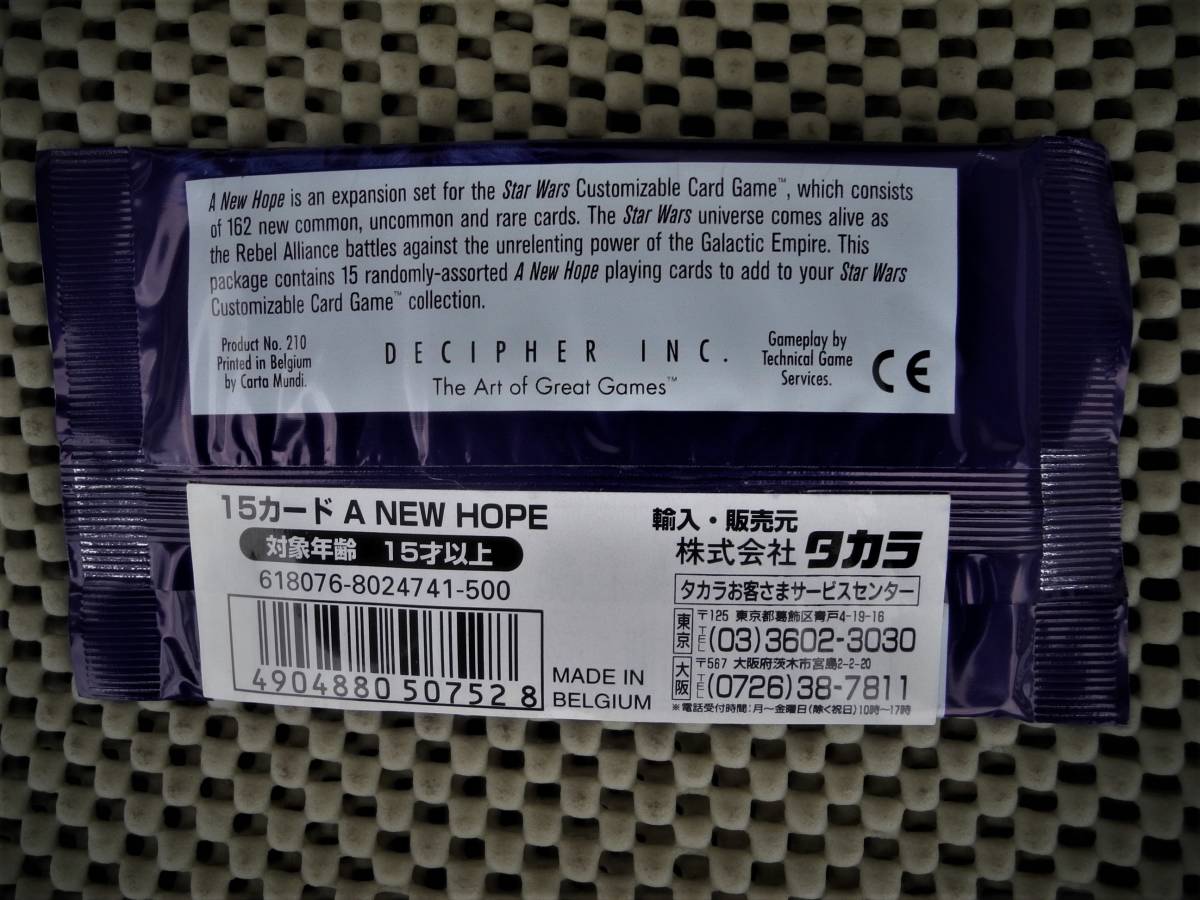 A New Hope is an expansion set for the Star Wars Customizable Card Game™, which consists
of 162 new common, uncommon and rare cards. The Star Wars universe comes alive as
the Rebel Alliance battles against the unrelenting power of the Galactic Empire. This
package contains 15 randomly-assorted A New Hope playing cards to add to your Star Wars
Customizable Card Game™ collection.
Product No. 210
Printed in Belgium
by Carta Mundi.
DECIPHER INC.
The Art of Great Games™
Gameplay by
Technical Game
Services.
CE
15カード A NEW HOPE
対象年齢 15才以上
618076-8024741-500
4904880507528
MADE IN
BELGIUM
輸入・販売元
株式会社 タカラ
タカラお客さまサービスセンター
東京 〒125 東京都葛飾区青戸4-19-16
TEL (03)3602-3030
大阪 〒567 大阪府茨木市宮島2-2-20
TEL (0726)38-7811
※電話受付時間:月〜金曜日(除く祝日)10時〜17時